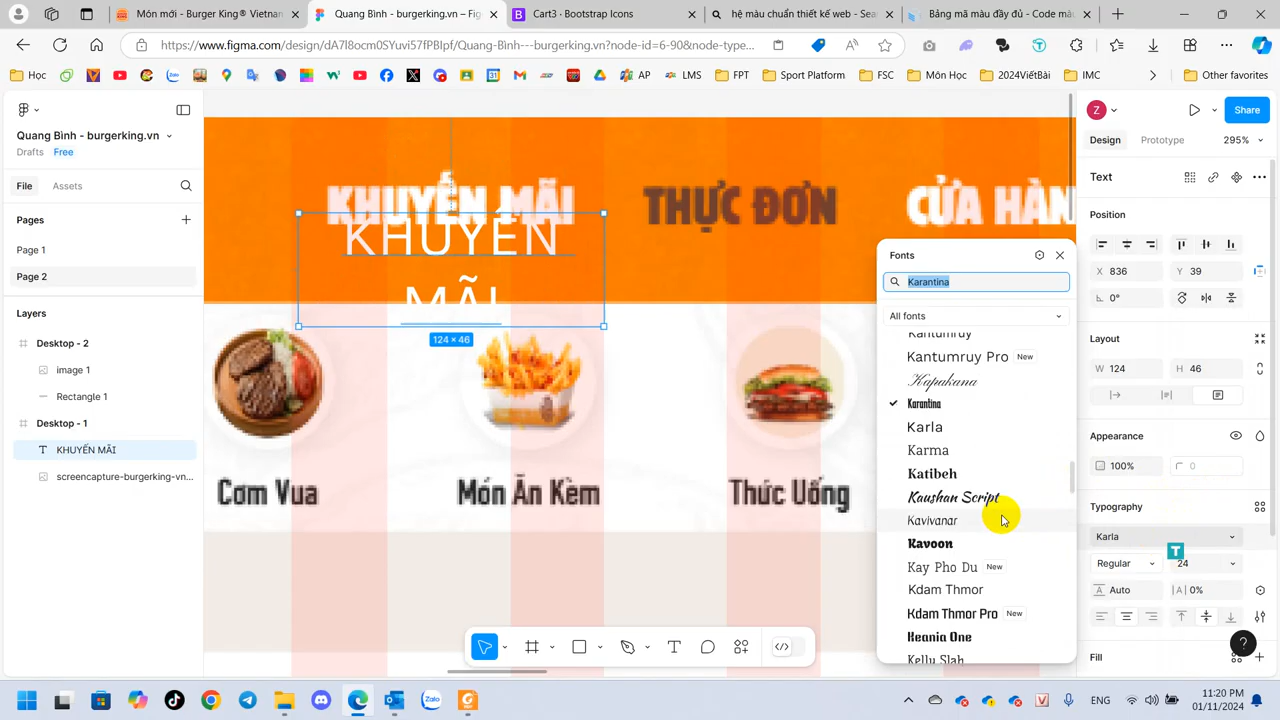 Món mới - BURGER KING® | Vietnam
Quang Bình - burgerking.vn – Fig
Cart3 · Bootstrap Icons
hệ màu chuẩn thiết kế web - Sea
Bảng mã màu đầy đủ - Code màu
https://www.figma.com/design/dA7l8ocm0SYuvi57fPBIpf/Quang-Bình---burgerking.vn?node-id=6-90&node-type...
Học
AP
LMS
FPT
Sport Platform
FSC
Môn Học
2024ViếtBài
IMC
Other favorites
Quang Bình - burgerking.vn
Drafts Free
File Assets
Pages
Page 1
Page 2
Layers
Desktop - 2
image 1
Rectangle 1
Desktop - 1
KHUYẾN MÃI
screencapture-burgerking-vn...
KHUYẾN MÃI THỰC ĐƠN CỬA HÀN
KHUYẾN
MÃI
124 × 46
Cơm Vua Món Ăn Kèm Thức Uống
Fonts
Karantina
All fonts
Kantumruy
Kantumruy Pro New
Kapakana
Karantina
Karla
Karma
Katibeh
Kaushan Script
Kavivanar
Kavoon
Kay Pho Du New
Kdam Thmor
Kdam Thmor Pro New
Keania One
Kelly Slab
Z
Share
Design Prototype 295%
Text
Position
X 836 Y 39
0°
Layout
W 124 H 46
Appearance
100% 0
Typography
Karla
T
Regular 24
Auto |A| 0%
Fill
?
ENG
11:20 PM
01/11/2024